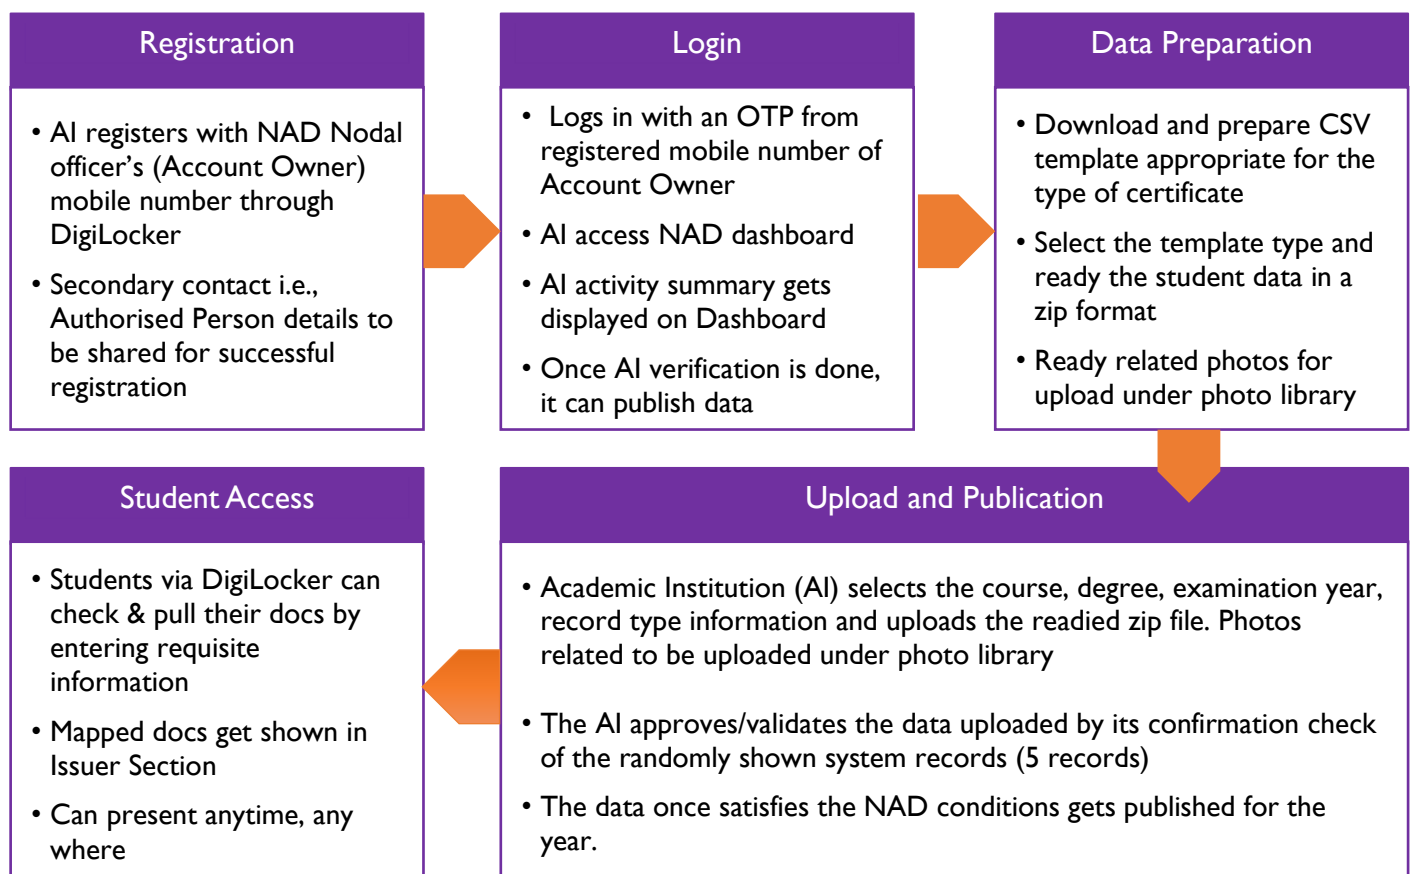 Registration
• AI registers with NAD Nodal
officer’s (Account Owner)
mobile number through
DigiLocker
• Secondary contact i.e.,
Authorised Person details to
be shared for successful
registration
Login
• Logs in with an OTP from
registered mobile number of
Account Owner
• AI access NAD dashboard
• AI activity summary gets
displayed on Dashboard
• Once AI verification is done,
it can publish data
Data Preparation
• Download and prepare CSV
template appropriate for the
type of certificate
• Select the template type and
ready the student data in a
zip format
• Ready related photos for
upload under photo library
Upload and Publication
• Academic Institution (AI) selects the course, degree, examination year,
record type information and uploads the readied zip file. Photos
related to be uploaded under photo library
• The AI approves/validates the data uploaded by its confirmation check
of the randomly shown system records (5 records)
• The data once satisfies the NAD conditions gets published for the
year.
Student Access
• Students via DigiLocker can
check & pull their docs by
entering requisite
information
• Mapped docs get shown in
Issuer Section
• Can present anytime, any
where